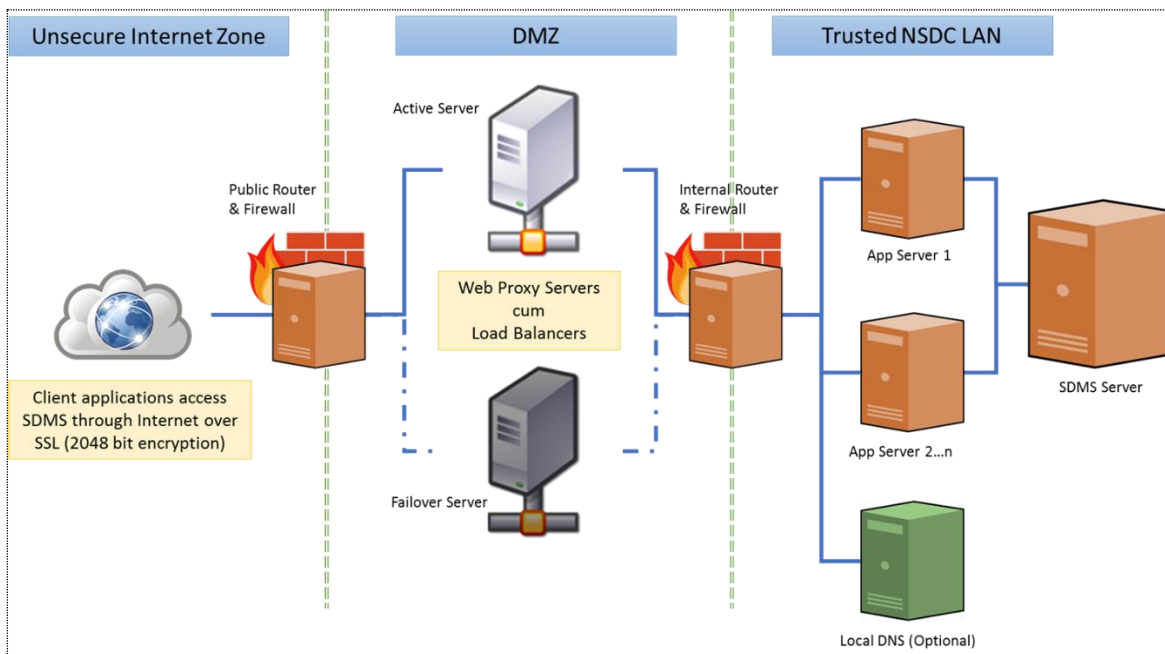 Unsecure Internet Zone
DMZ
Trusted NSDC LAN
Active Server
Public Router
& Firewall
Internal Router
& Firewall
App Server 1
Web Proxy Servers
cum
Load Balancers
Client applications access
SDMS through Internet over
SSL (2048 bit encryption)
SDMS Server
App Server 2...n
Failover Server
Local DNS (Optional)